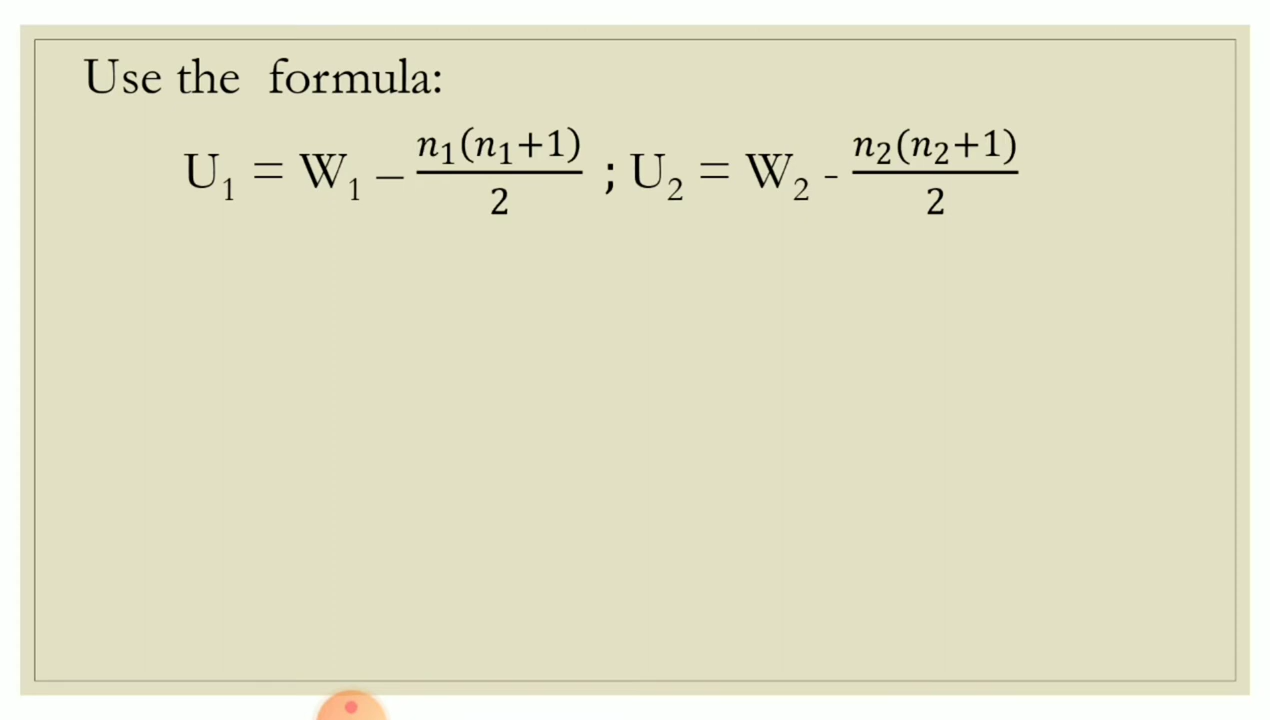 Use the formula:
U₁ = W₁ – n₁(n₁+1)/2 ; U₂ = W₂ - n₂(n₂+1)/2